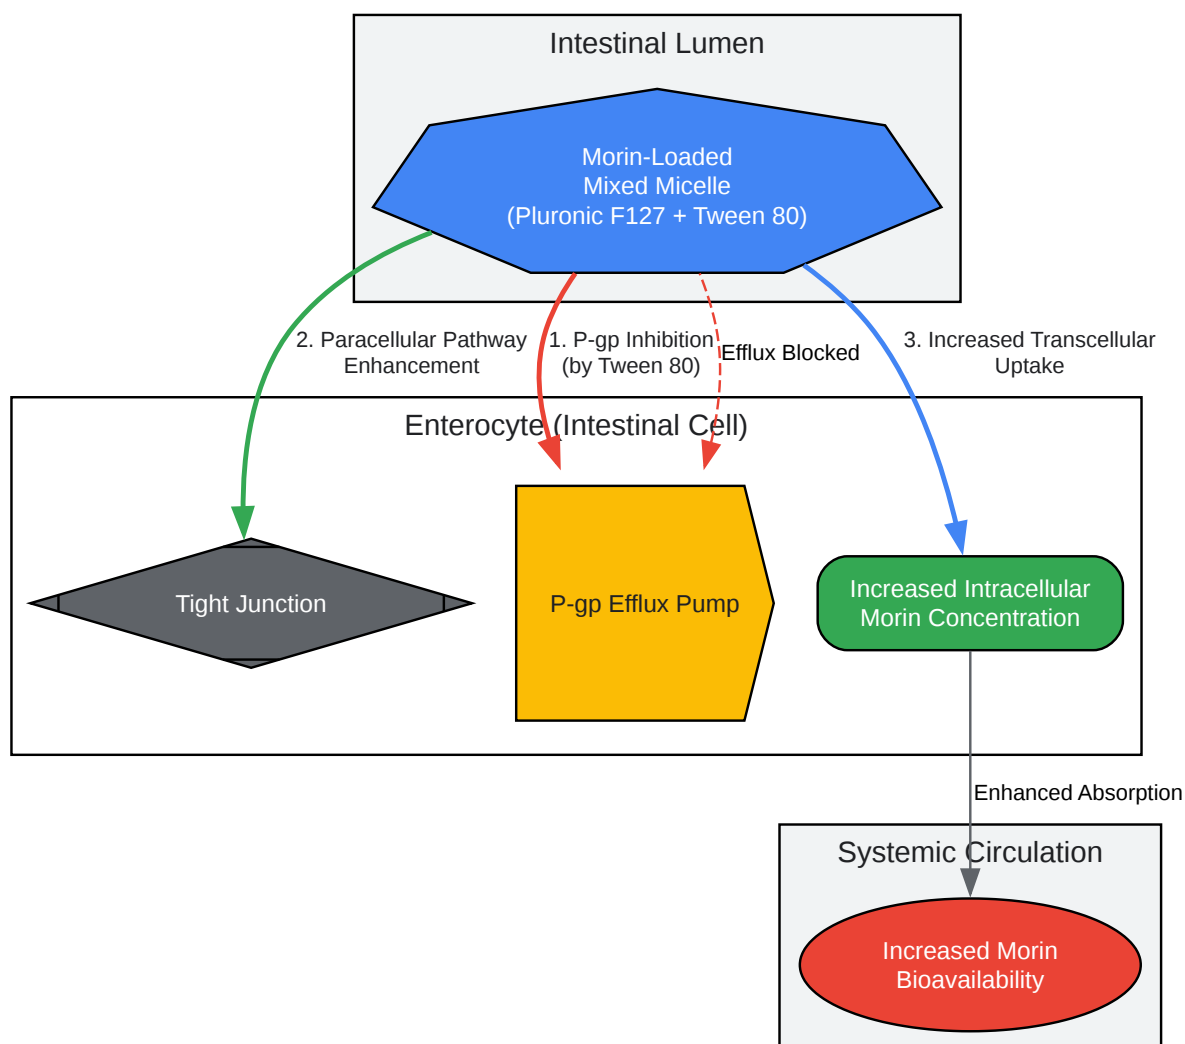 Intestinal Lumen
Morin-Loaded
Mixed Micelle
(Pluronic F127 + Tween 80)
2. Paracellular Pathway
Enhancement
1. P-gp Inhibition
(by Tween 80)
Efflux Blocked
3. Increased Transcellular
Uptake
Enterocyte (Intestinal Cell)
Tight Junction
P-gp Efflux Pump
Increased Intracellular
Morin Concentration
Enhanced Absorption
Systemic Circulation
Increased Morin
Bioavailability